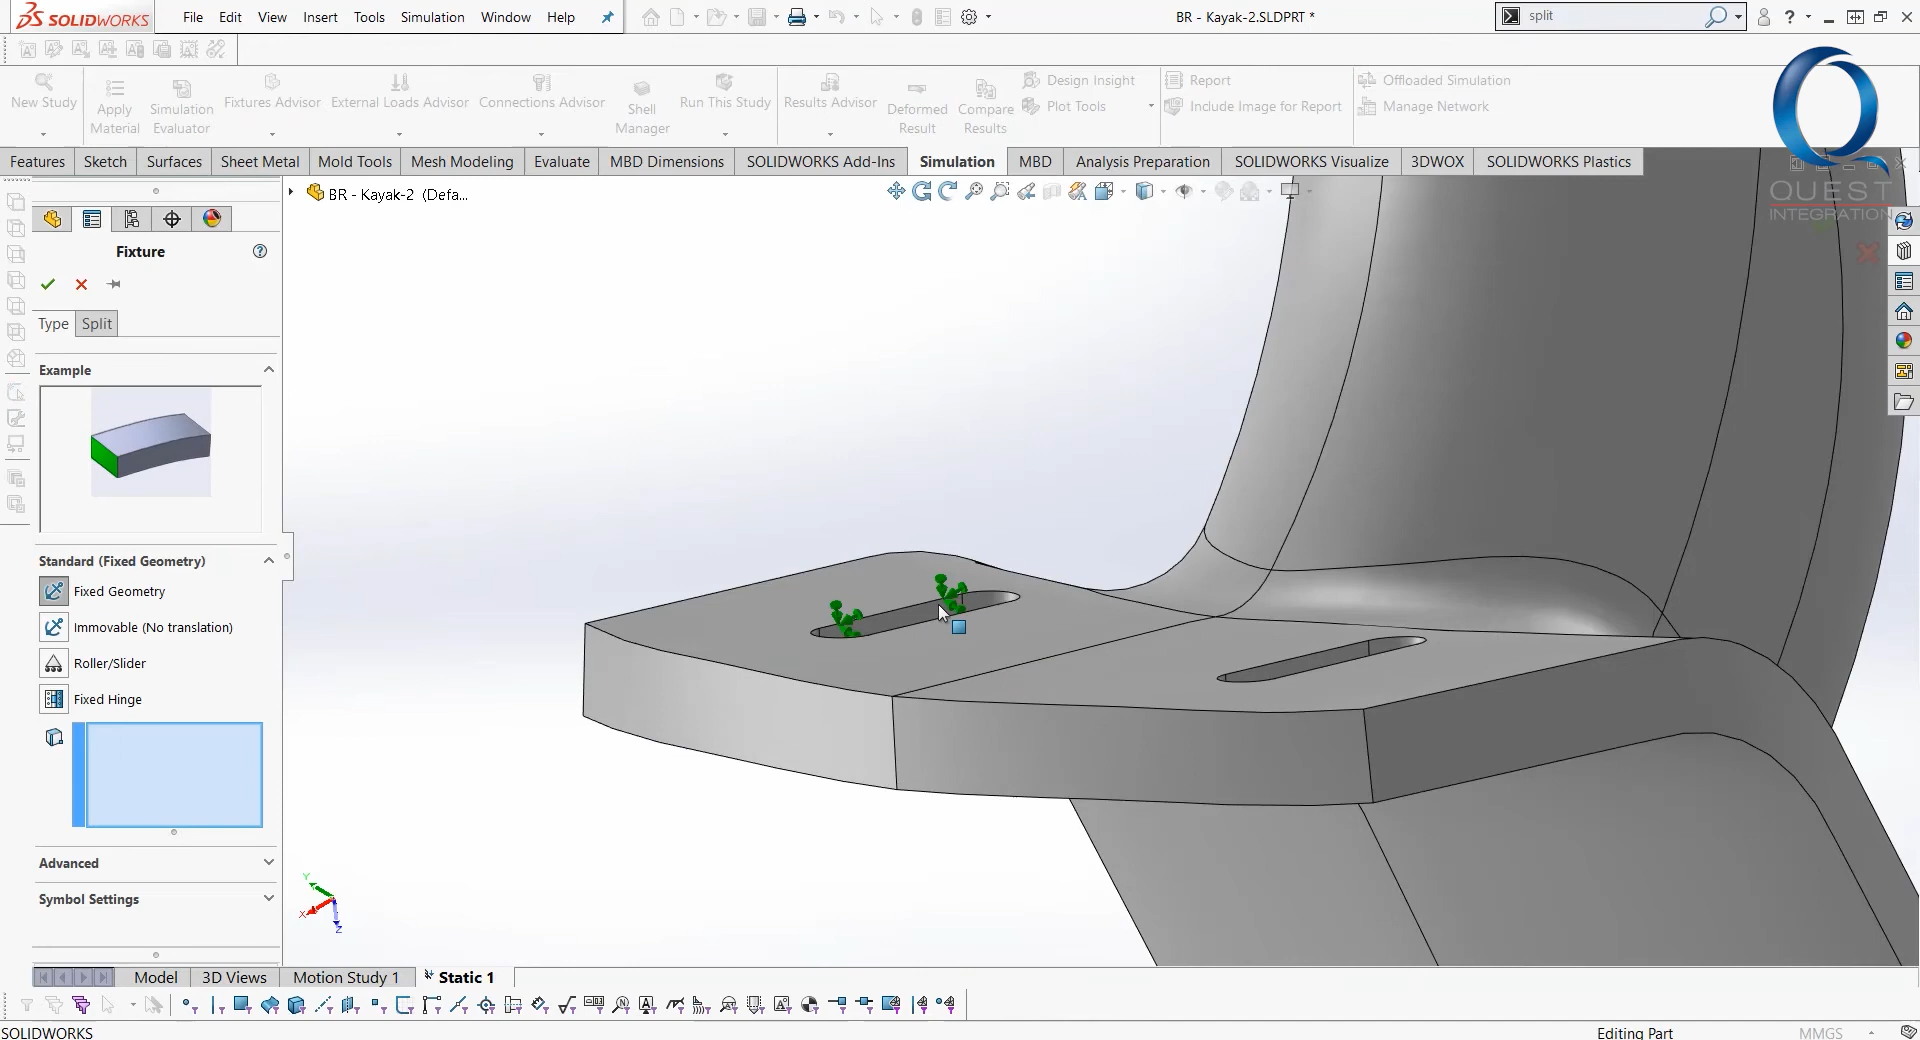 SOLIDWORKS File Edit View Insert Tools Simulation Window Help BR - Kayak-2.SLDPRT * split
New Study Apply Material Simulation Evaluator Fixtures Advisor External Loads Advisor Connections Advisor Shell Manager Run This Study Results Advisor Deformed Result Compare Results Design Insight Plot Tools Report Include Image for Report Offloaded Simulation Manage Network
Features Sketch Surfaces Sheet Metal Mold Tools Mesh Modeling Evaluate MBD Dimensions SOLIDWORKS Add-Ins Simulation MBD Analysis Preparation SOLIDWORKS Visualize 3DWOX SOLIDWORKS Plastics
QUEST
INTEGRATION
BR - Kayak-2 (Defa...
Fixture
Type Split
Example
Standard (Fixed Geometry)
Fixed Geometry
Immovable (No translation)
Roller/Slider
Fixed Hinge
Advanced
Symbol Settings
Y
X
Z
Model 3D Views Motion Study 1 Static 1
SOLIDWORKS Editing Part MMGS